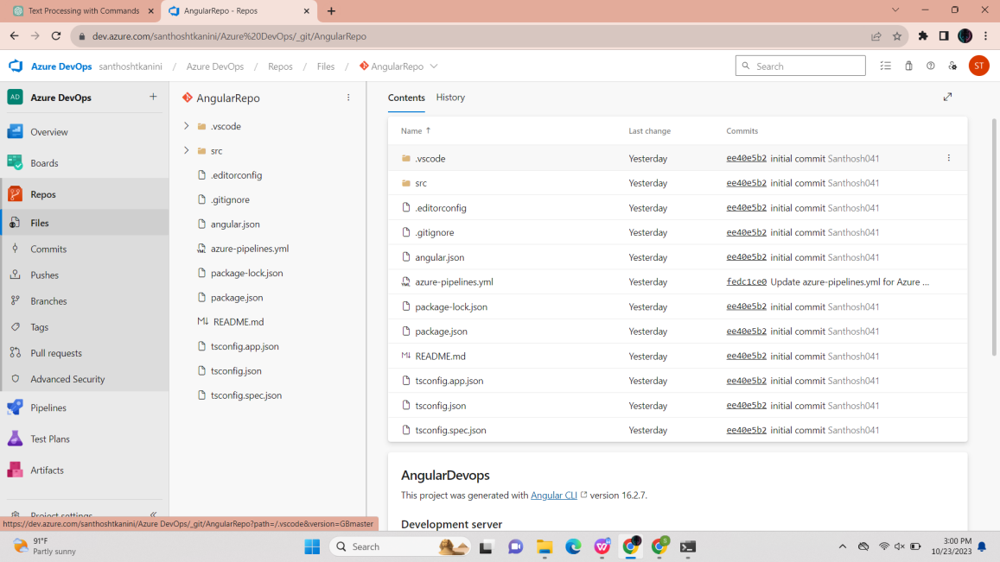 Text Processing with Commands
AngularRepo - Repos
dev.azure.com/santhoshtkanini/Azure%20DevOps/_git/AngularRepo
Azure DevOps santhoshtkanini / Azure DevOps / Repos / Files / AngularRepo
Search
ST
AD Azure DevOps +
Overview
Boards
Repos
Files
Commits
Pushes
Branches
Tags
Pull requests
Advanced Security
Pipelines
Test Plans
Artifacts
Project settings
AngularRepo
.vscode
src
.editorconfig
.gitignore
angular.json
azure-pipelines.yml
package-lock.json
package.json
README.md
tsconfig.app.json
tsconfig.json
tsconfig.spec.json
Contents History
Name ↑ Last change Commits
.vscode Yesterday ee40e5b2 initial commit Santhosh041
src Yesterday ee40e5b2 initial commit Santhosh041
.editorconfig Yesterday ee40e5b2 initial commit Santhosh041
.gitignore Yesterday ee40e5b2 initial commit Santhosh041
angular.json Yesterday ee40e5b2 initial commit Santhosh041
azure-pipelines.yml Yesterday fedc1ce0 Update azure-pipelines.yml for Azure ...
package-lock.json Yesterday ee40e5b2 initial commit Santhosh041
package.json Yesterday ee40e5b2 initial commit Santhosh041
README.md Yesterday ee40e5b2 initial commit Santhosh041
tsconfig.app.json Yesterday ee40e5b2 initial commit Santhosh041
tsconfig.json Yesterday ee40e5b2 initial commit Santhosh041
tsconfig.spec.json Yesterday ee40e5b2 initial commit Santhosh041
AngularDevops
This project was generated with Angular CLI version 16.2.7.
Development server
https://dev.azure.com/santhoshtkanini/Azure DevOps/_git/AngularRepo?path=/.vscode&version=GBmaster
91°F
Partly sunny
Search
3:00 PM
10/23/2023